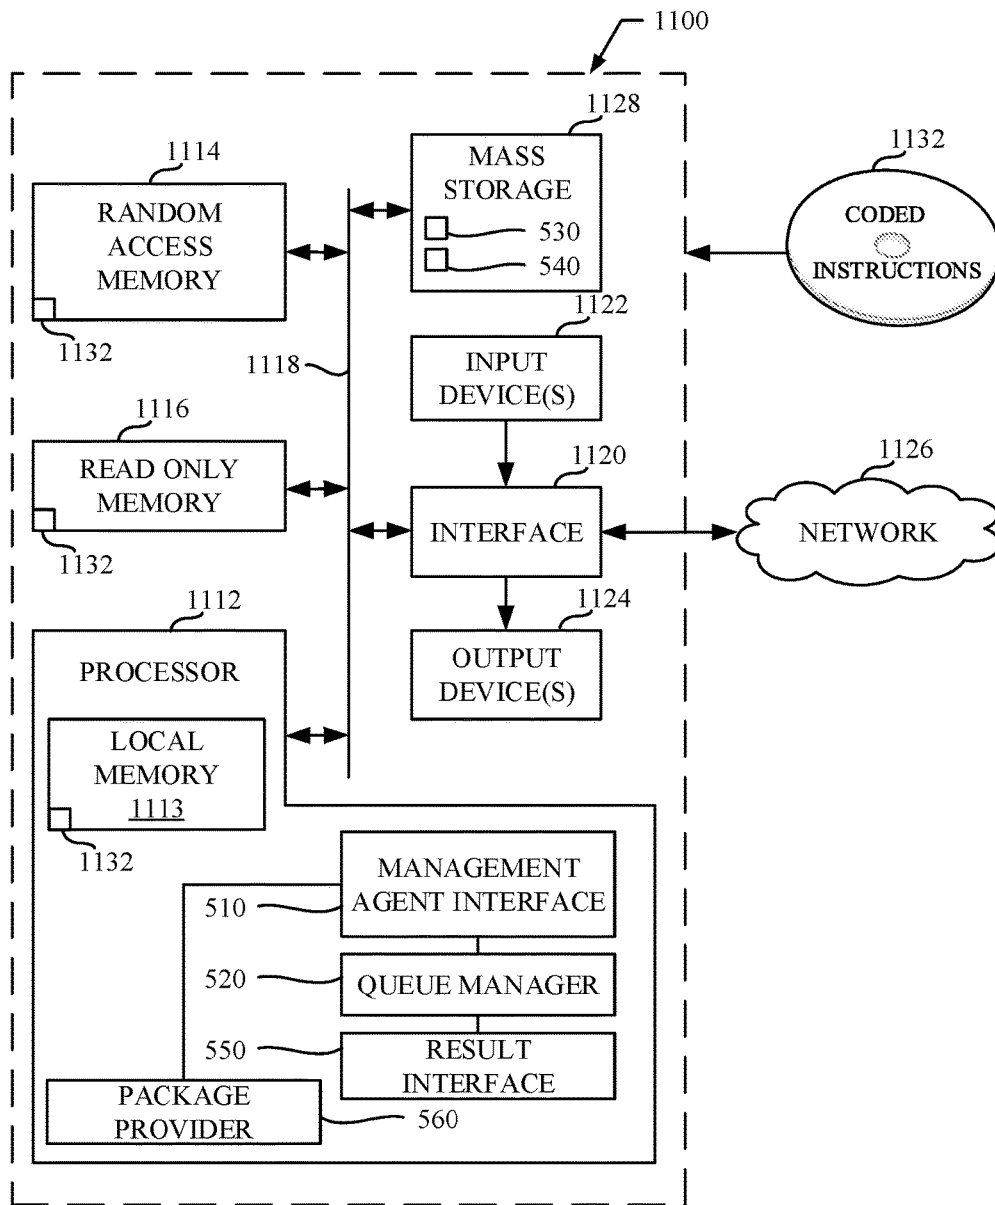 1100
1128
MASS
STORAGE
530
540
1114
RANDOM
ACCESS
MEMORY
1132
1132
CODED
INSTRUCTIONS
1118
1122
INPUT
DEVICE(S)
1116
READ ONLY
MEMORY
1132
1120
INTERFACE
1126
NETWORK
1124
OUTPUT
DEVICE(S)
1112
PROCESSOR
LOCAL
MEMORY
1113
1132
MANAGEMENT
AGENT INTERFACE
510
520
QUEUE MANAGER
550
RESULT
INTERFACE
PACKAGE
PROVIDER
560